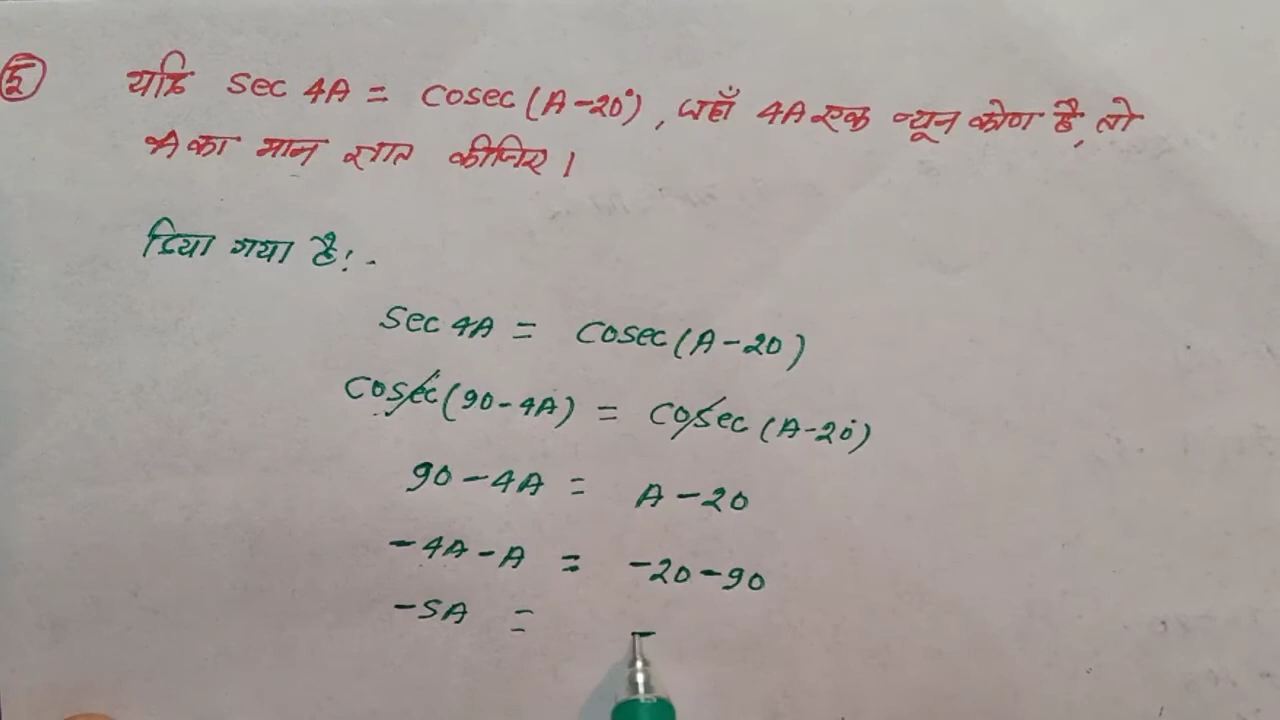 ⑤ यदि sec 4A = cosec(A-20°), जहाँ 4A एक न्यून कोण है, तो
A का मान ज्ञात कीजिए।
दिया गया है:-
sec 4A = cosec(A-20)
cosec(90-4A) = cosec(A-20)
90-4A = A-20
-4A-A = -20-90
-5A = -